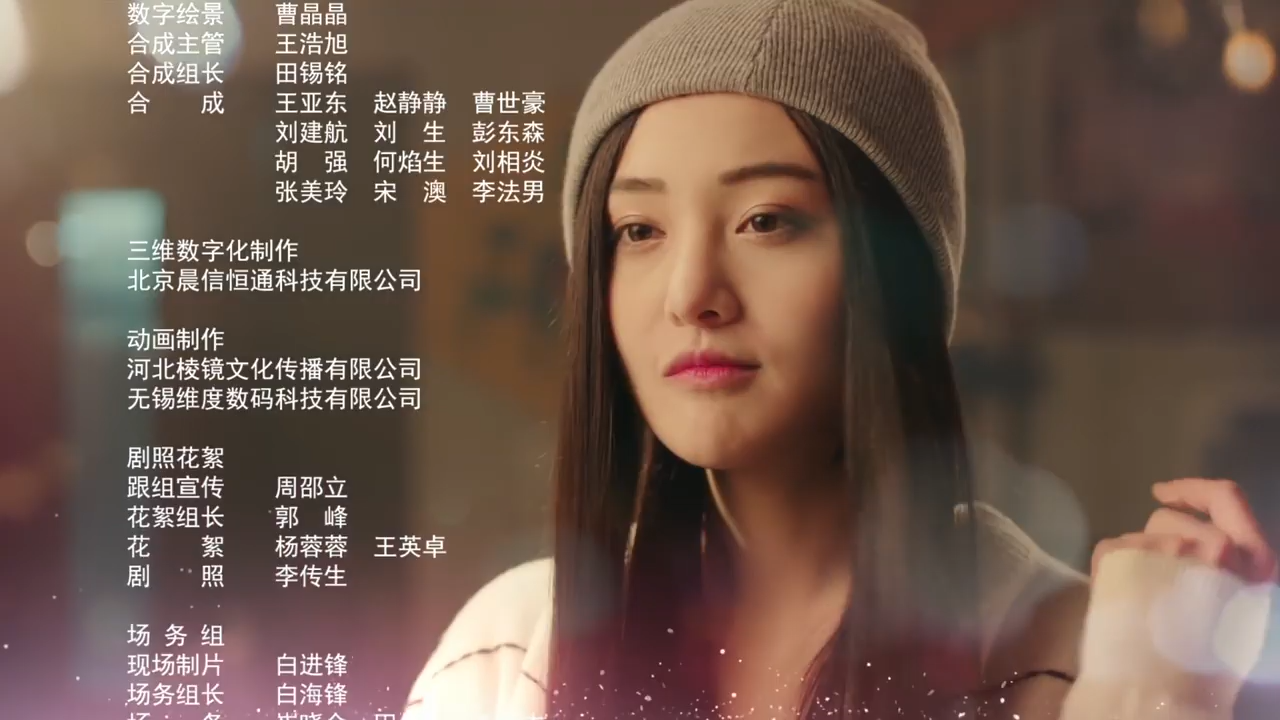 数字绘景 曹晶晶
合成主管 王浩旭
合成组长 田锡铭
合 成 王亚东 赵静静 曹世豪
刘建航 刘 生 彭东森
胡 强 何焰生 刘相炎
张美玲 宋 澳 李法男
三维数字化制作
北京晨信恒通科技有限公司
动画制作
河北棱镜文化传播有限公司
无锡维度数码科技有限公司
剧照花絮
跟组宣传 周邵立
花絮组长 郭 峰
花 絮 杨蓉蓉 王英卓
剧 照 李传生
场 务 组
现场制片 白进锋
场务组长 白海锋
场 务